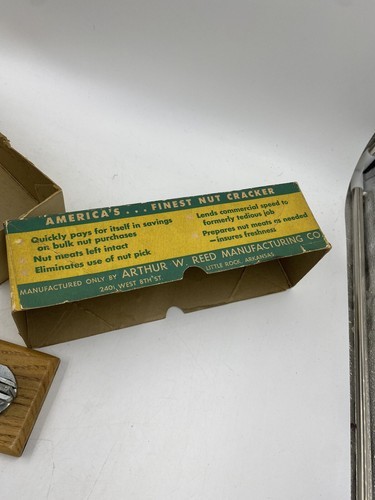 AMERICA'S... FINEST NUT CRACKER
Quickly pays for itself in savings
on bulk nut purchases
Nut meats left intact
Eliminates use of nut pick
Lends commercial speed to
formerly tedious job
Prepares nut meats as needed
—insures freshness
MANUFACTURED ONLY BY ARTHUR W. REED MANUFACTURING CO
WEST 8TH ST. LITTLE ROCK, ARKANSAS